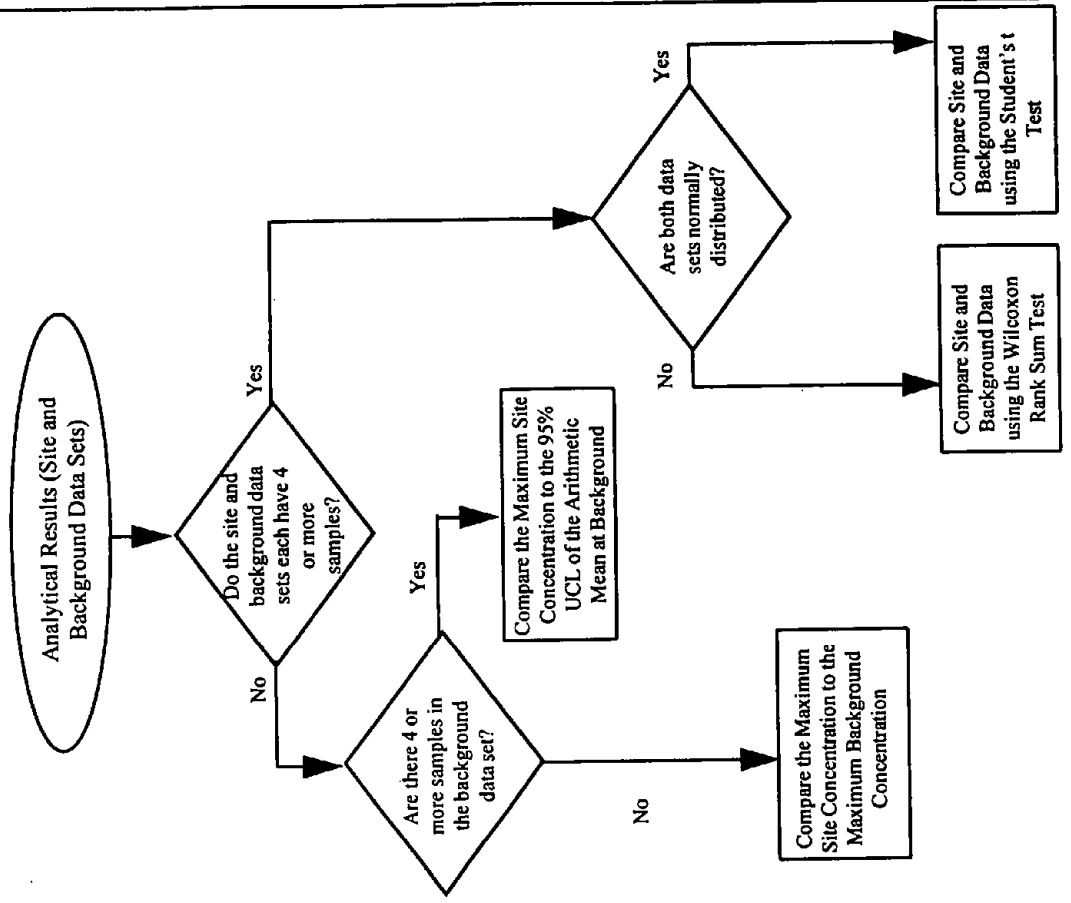 Analytical Results (Site and
Background Data Sets)
Do the site and
background data
sets each have 4
or more
samples?
No
Yes
Are there 4 or
more samples in
the background
data set?
Yes
No
Compare the Maximum Site
Concentration to the 95%
UCL of the Arithmetic
Mean at Background
Compare the Maximum
Site Concentration to the
Maximum Background
Concentration
Are both data
sets normally
distributed?
No
Yes
Compare Site and
Background Data
using the Wilcoxon
Rank Sum Test
Compare Site and
Background Data
using the Student's t
Test